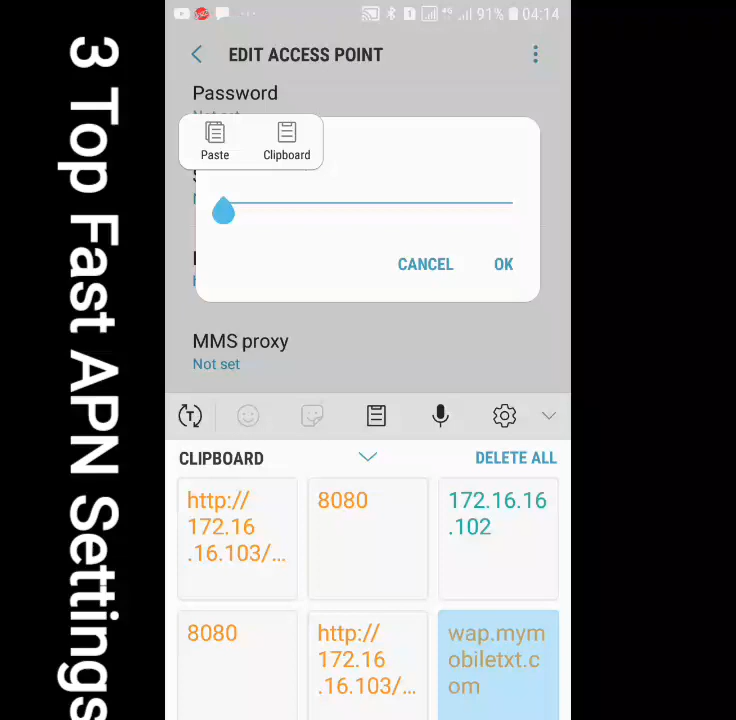 3 Top Fast APN Settings
4G 91% 04:14
EDIT ACCESS POINT
Password
Paste
Clipboard
CANCEL
OK
MMS proxy
Not set
CLIPBOARD
DELETE ALL
http://
172.16
.16.103/...
8080
172.16.16
.102
8080
http://
172.16
.16.103/...
wap.mym
obiletxt.c
om